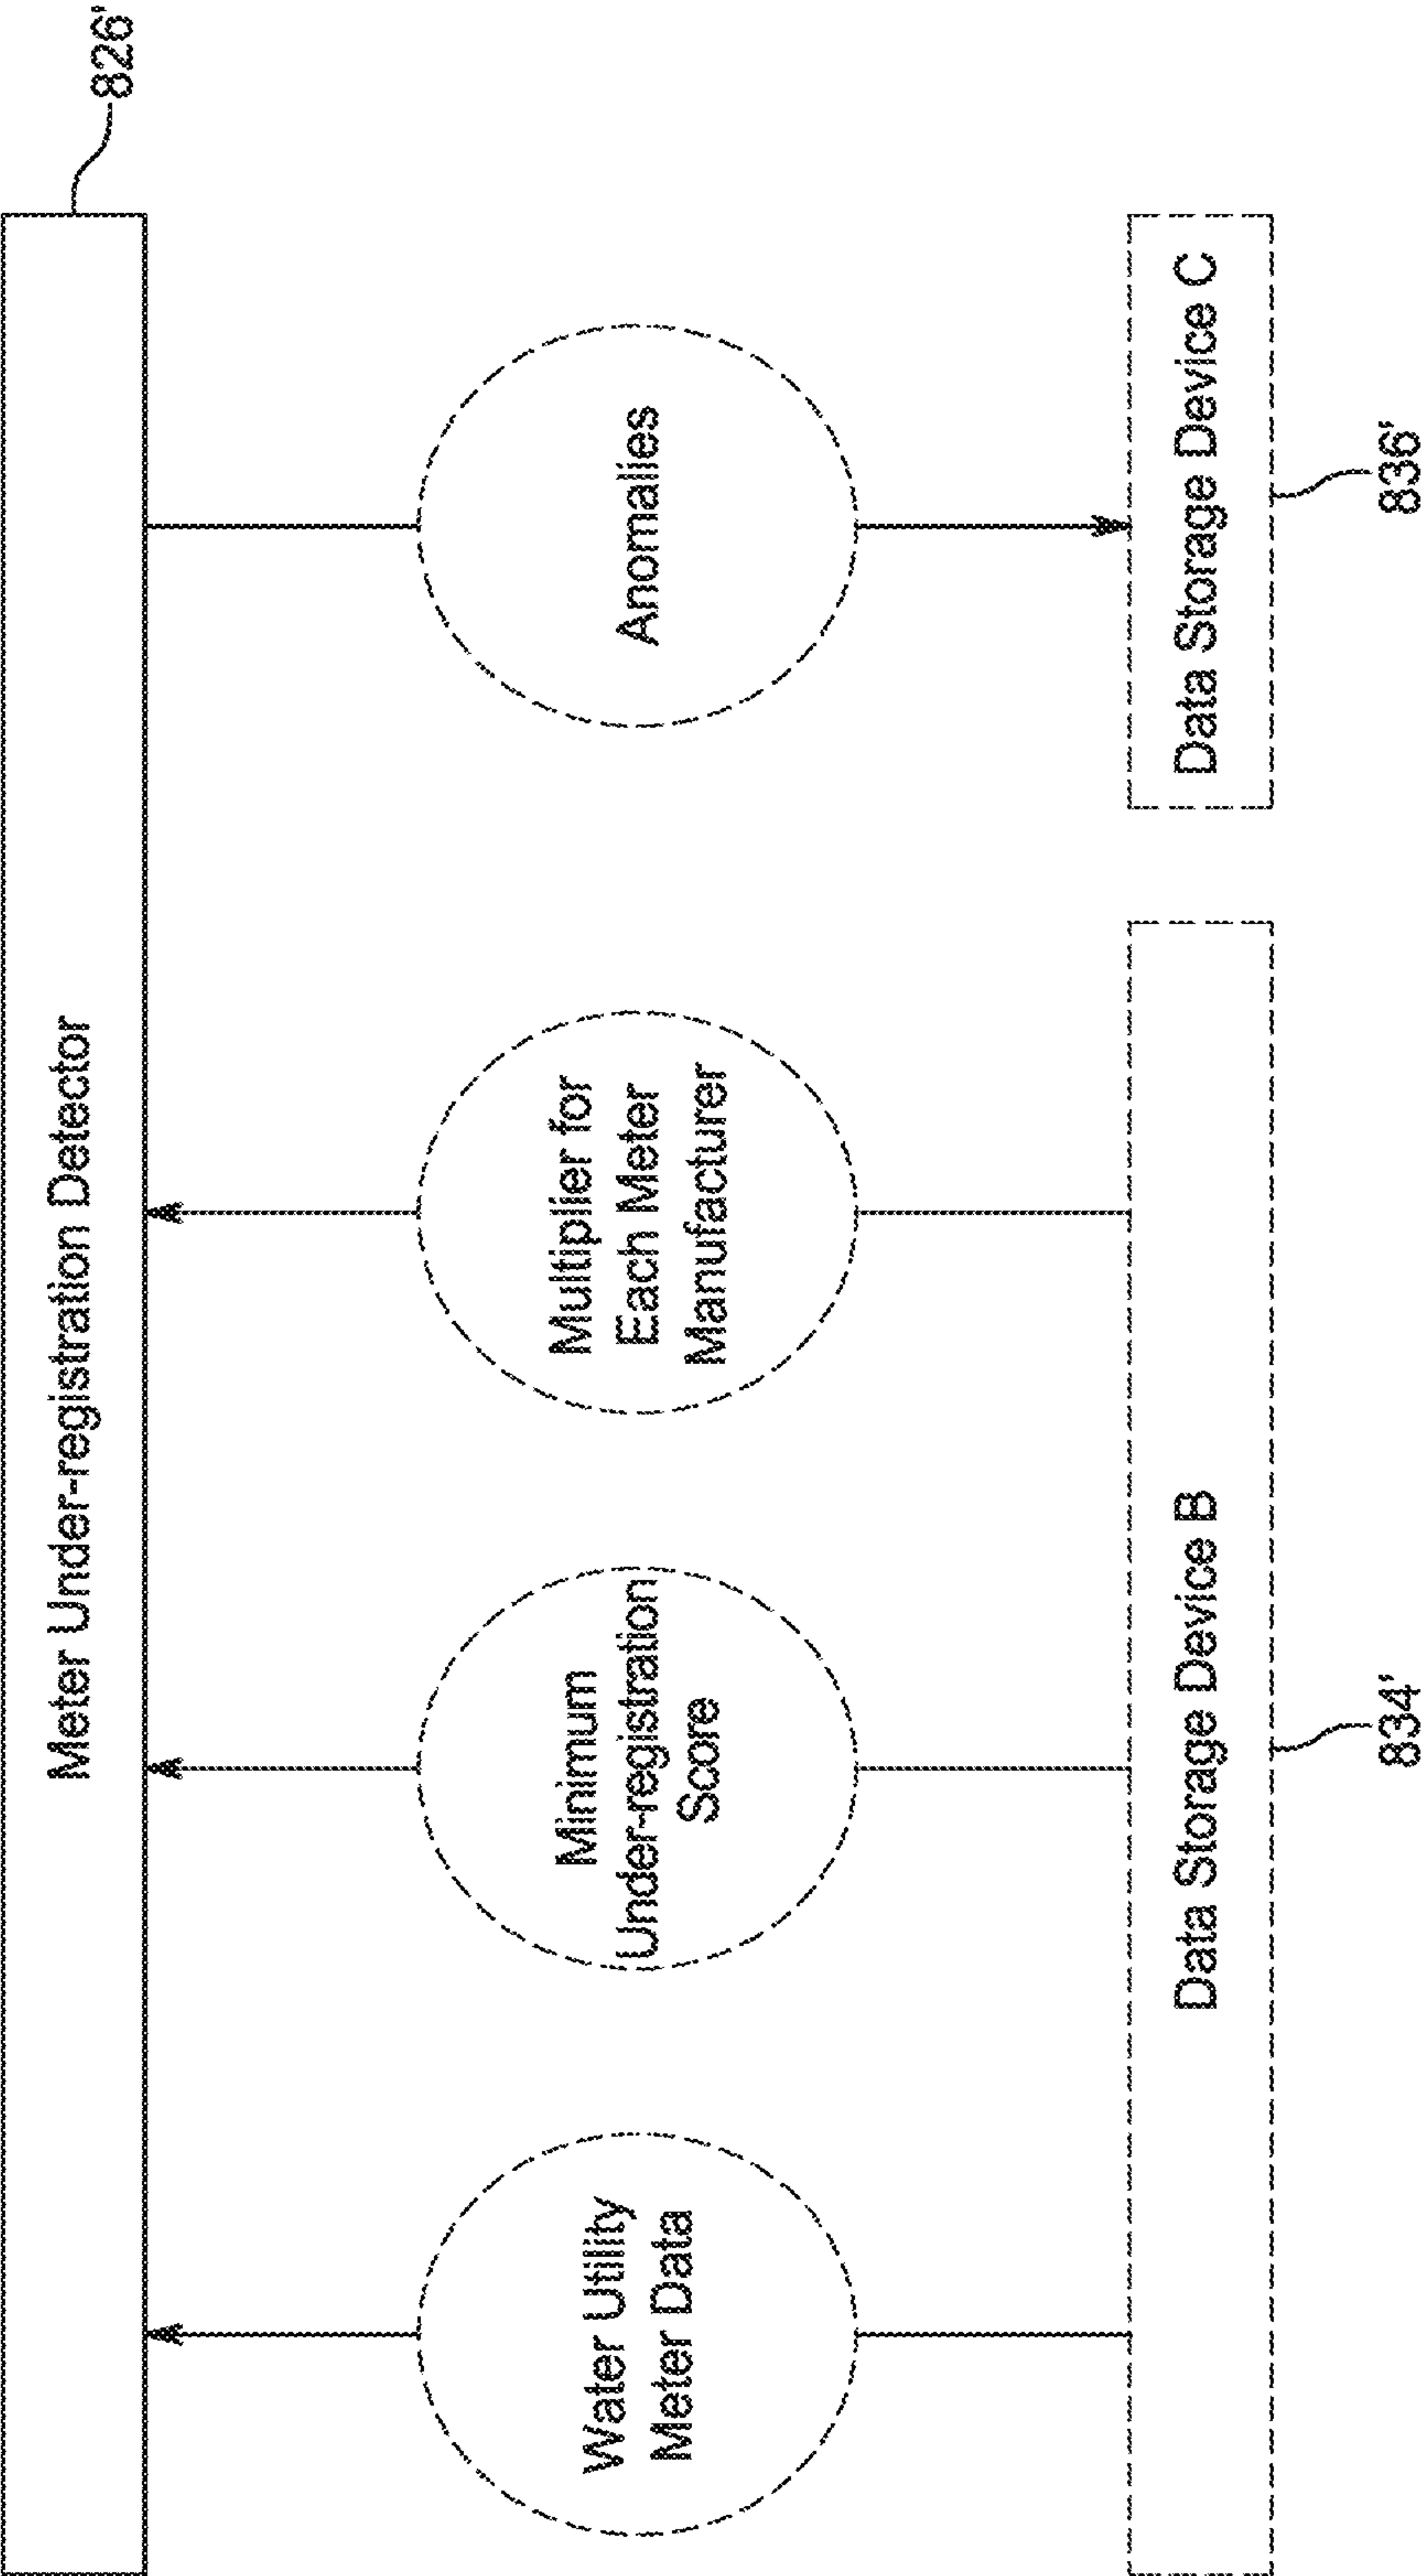 Meter Under-registration Detector
826'
Water Utility
Meter Data
Minimum
Under-registration
Score
Multiplier for
Each Meter
Manufacturer
Anomalies
Data Storage Device B
834'
Data Storage Device C
836'